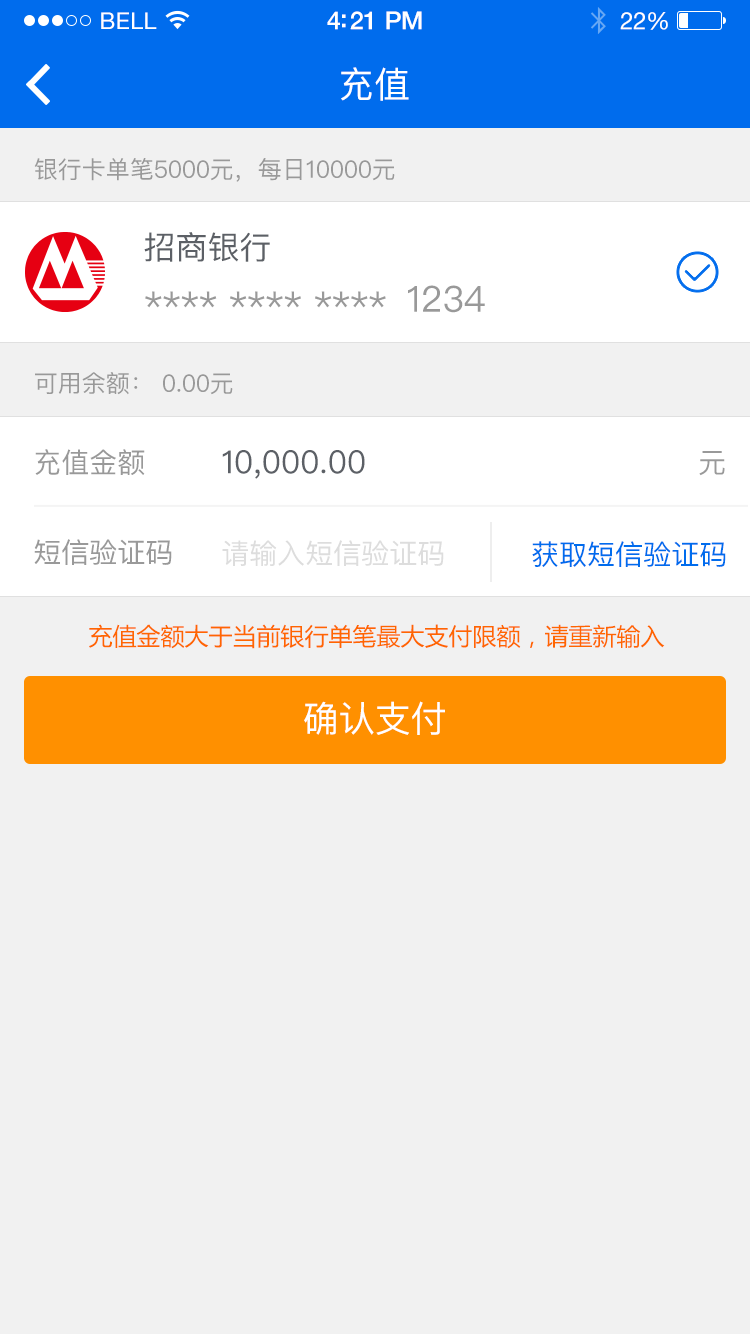 BELL 4:21 PM 22%
充值
银行卡单笔5000元，每日10000元
招商银行
**** **** **** 1234
可用余额： 0.00元
充值金额 10,000.00 元
短信验证码 请输入短信验证码 获取短信验证码
充值金额大于当前银行单笔最大支付限额，请重新输入
确认支付